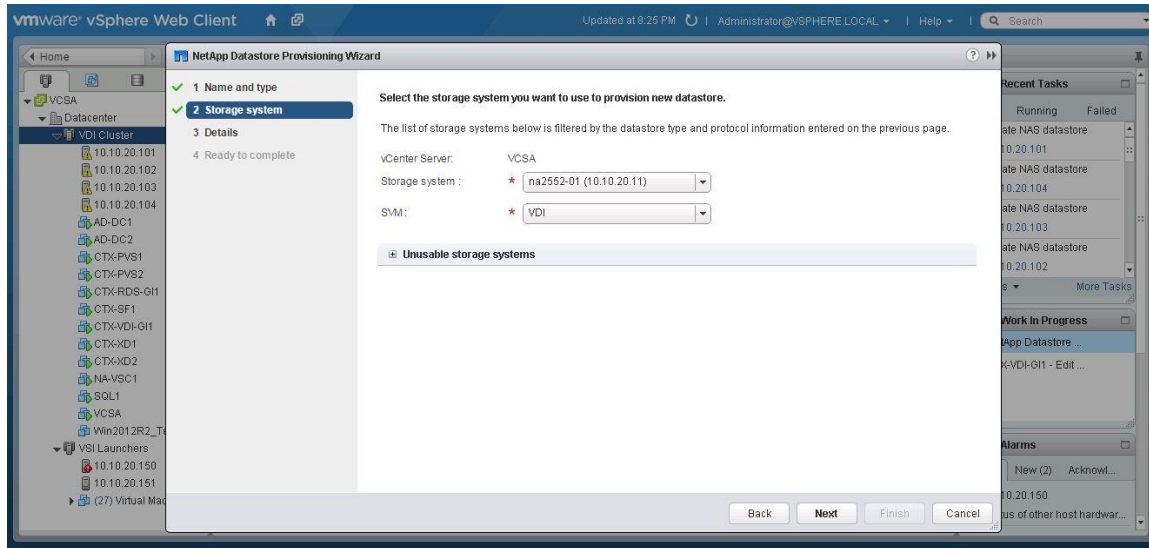 vmware® vSphere Web Client Updated at 8:25 PM | Administrator@VSPHERE.LOCAL | Help | Search
Home
VCSA
Datacenter
VDI Cluster
10.10.20.101
10.10.20.102
10.10.20.103
10.10.20.104
AD-DC1
AD-DC2
CTX-PVS1
CTX-PVS2
CTX-RDS-GI1
CTX-SF1
CTX-VDI-GI1
CTX-XD1
CTX-XD2
NA-VSC1
SQL1
VCSA
Win2012R2_Te
VSI Launchers
10.10.20.150
10.10.20.151
(27) Virtual Mac
NetApp Datastore Provisioning Wizard
1 Name and type
2 Storage system
3 Details
4 Ready to complete
Select the storage system you want to use to provision new datastore.
The list of storage systems below is filtered by the datastore type and protocol information entered on the previous page.
vCenter Server: VCSA
Storage system : * na2552-01 (10.10.20.11)
SVM: * VDI
Unusable storage systems
Back Next Finish Cancel
Recent Tasks
Running Failed
ate NAS datastore
10.20.101
ate NAS datastore
10.20.104
ate NAS datastore
10.20.103
ate NAS datastore
10.20.102
s More Tasks
Work In Progress
tApp Datastore ...
X-VDI-GI1 - Edit ...
Alarms
New (2) Acknowl...
10.20.150
tus of other host hardwar...